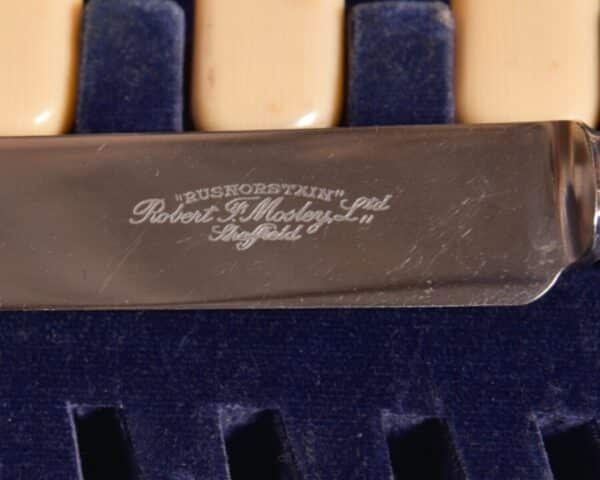 "RUSNORSTAIN"
Robert F. Mosley, Ltd,,
Sheffield